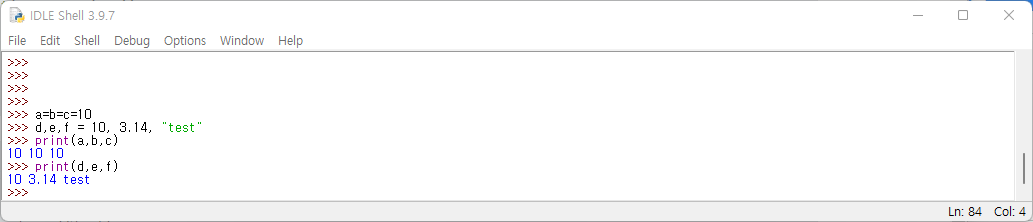 IDLE Shell 3.9.7
File Edit Shell Debug Options Window Help
>>>
>>>
>>>
>>>
>>> a=b=c=10
>>> d,e,f = 10, 3.14, "test"
>>> print(a,b,c)
10 10 10
>>> print(d,e,f)
10 3.14 test
>>>
Ln: 84 Col: 4